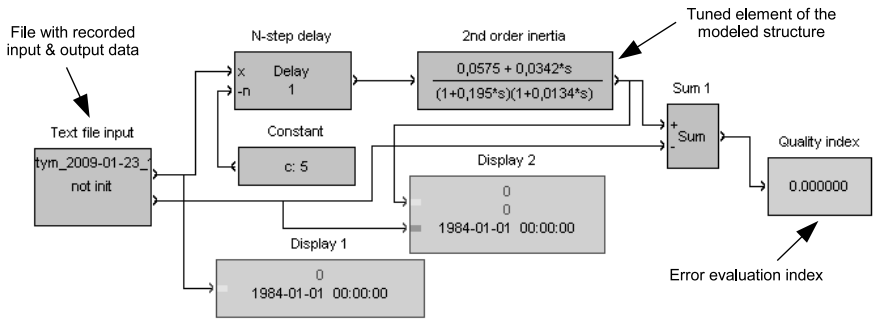 File with recorded
input & output data
Tuned element of the
modeled structure
N-step delay
2nd order inertia
x
Delay
-n
1
0,0575 + 0,0342*s
(1+0,195*s)(1+0,0134*s)
Sum 1
+
-
Sum
Text file input
tym_2009-01-23_1
not init
Constant
c: 5
Display 2
0
0
1984-01-01 00:00:00
Quality index
0.000000
Display 1
0
1984-01-01 00:00:00
Error evaluation index